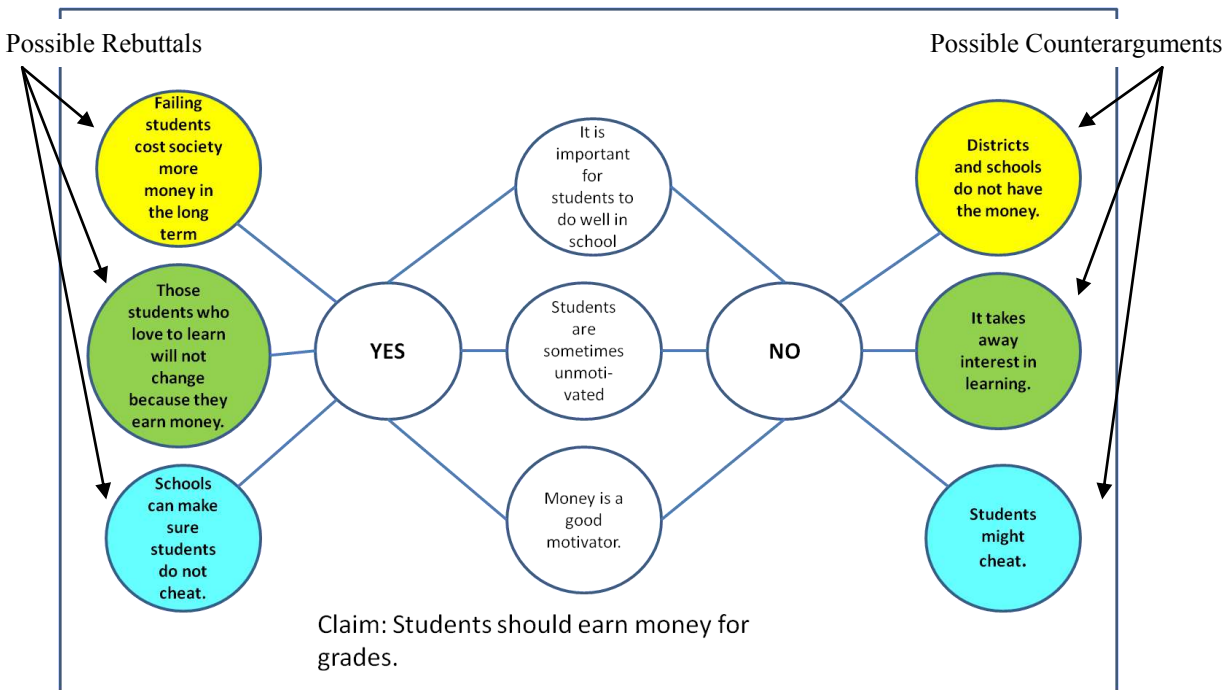 Possible Rebuttals
Possible Counterarguments
Failing
students
cost society
more
money in
the long
term
It is
important
for
students to
do well in
school
Districts
and schools
do not have
the money.
Those
students who
love to learn
will not
change
because they
earn money.
YES
Students
are
sometimes
unmoti-
vated
NO
It takes
away
interest in
learning.
Schools
can make
sure
students
do not
cheat.
Money is a
good
motivator.
Students
might
cheat.
Claim: Students should earn money for
grades.